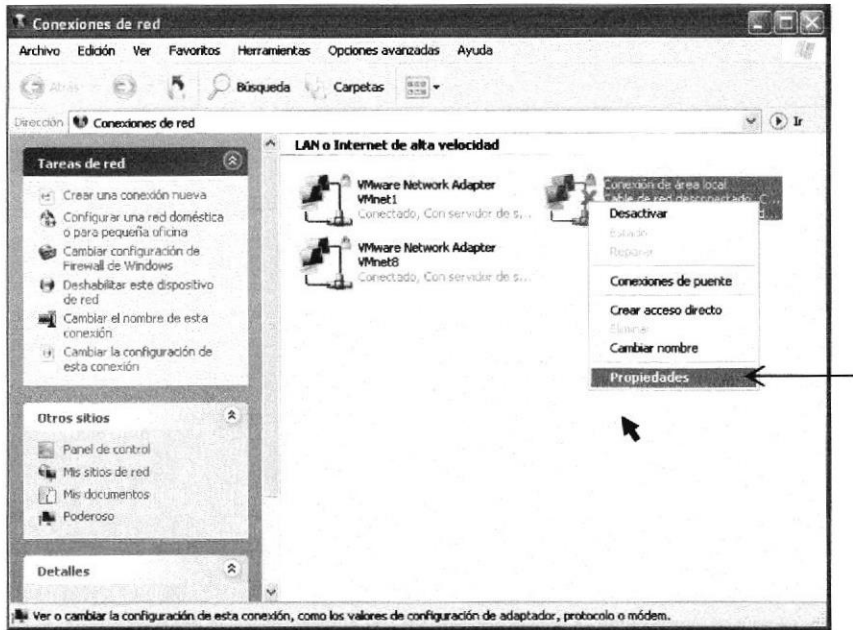 Conexiones de red
Archivo Edición Ver Favoritos Herramientas Opciones avanzadas Ayuda
Atrás Búsqueda Carpetas
Dirección Conexiones de red Ir
Tareas de red
Crear una conexión nueva
Configurar una red doméstica
o para pequeña oficina
Cambiar configuración de
Firewall de Windows
Deshabilitar este dispositivo
de red
Cambiar el nombre de esta
conexión
Cambiar la configuración de
esta conexión
Otros sitios
Panel de control
Mis sitios de red
Mis documentos
Poderoso
Detalles
LAN o Internet de alta velocidad
VMware Network Adapter
VMnet1
Conectado, Con servidor de s...
VMware Network Adapter
VMnet8
Conectado, Con servidor de s...
Conexión de área local
Cable de red desconectado, C...
Desactivar
Estado
Reparar
Conexiones de puente
Crear acceso directo
Eliminar
Cambiar nombre
Propiedades
Ver o cambiar la configuración de esta conexión, como los valores de configuración de adaptador, protocolo o módem.